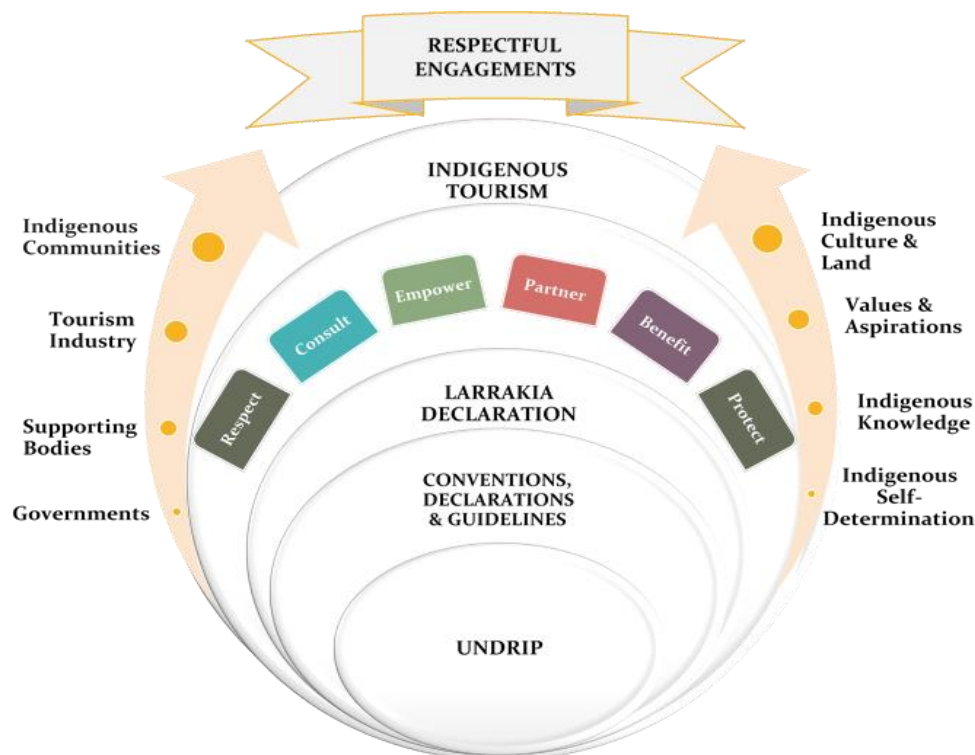 RESPECTFUL
ENGAGEMENTS
INDIGENOUS
TOURISM
Indigenous
Communities
Tourism
Industry
Supporting
Bodies
Governments
Respect
Consult
Empower
Partner
Benefit
Protect
Indigenous
Culture &
Land
Values &
Aspirations
Indigenous
Knowledge
Indigenous
Self-
Determination
LARRAKIA
DECLARATION
CONVENTIONS,
DECLARATIONS
& GUIDELINES
UNDRIP